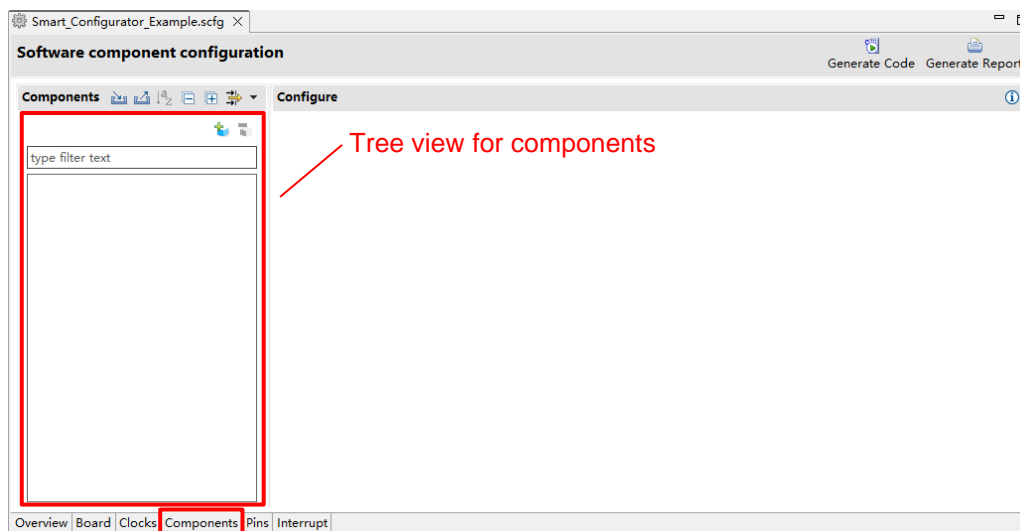 Smart_Configurator_Example.scfg
Software component configuration
Generate Code Generate Report
Components
Configure
Tree view for components
type filter text
Overview Board Clocks Components Pins Interrupt